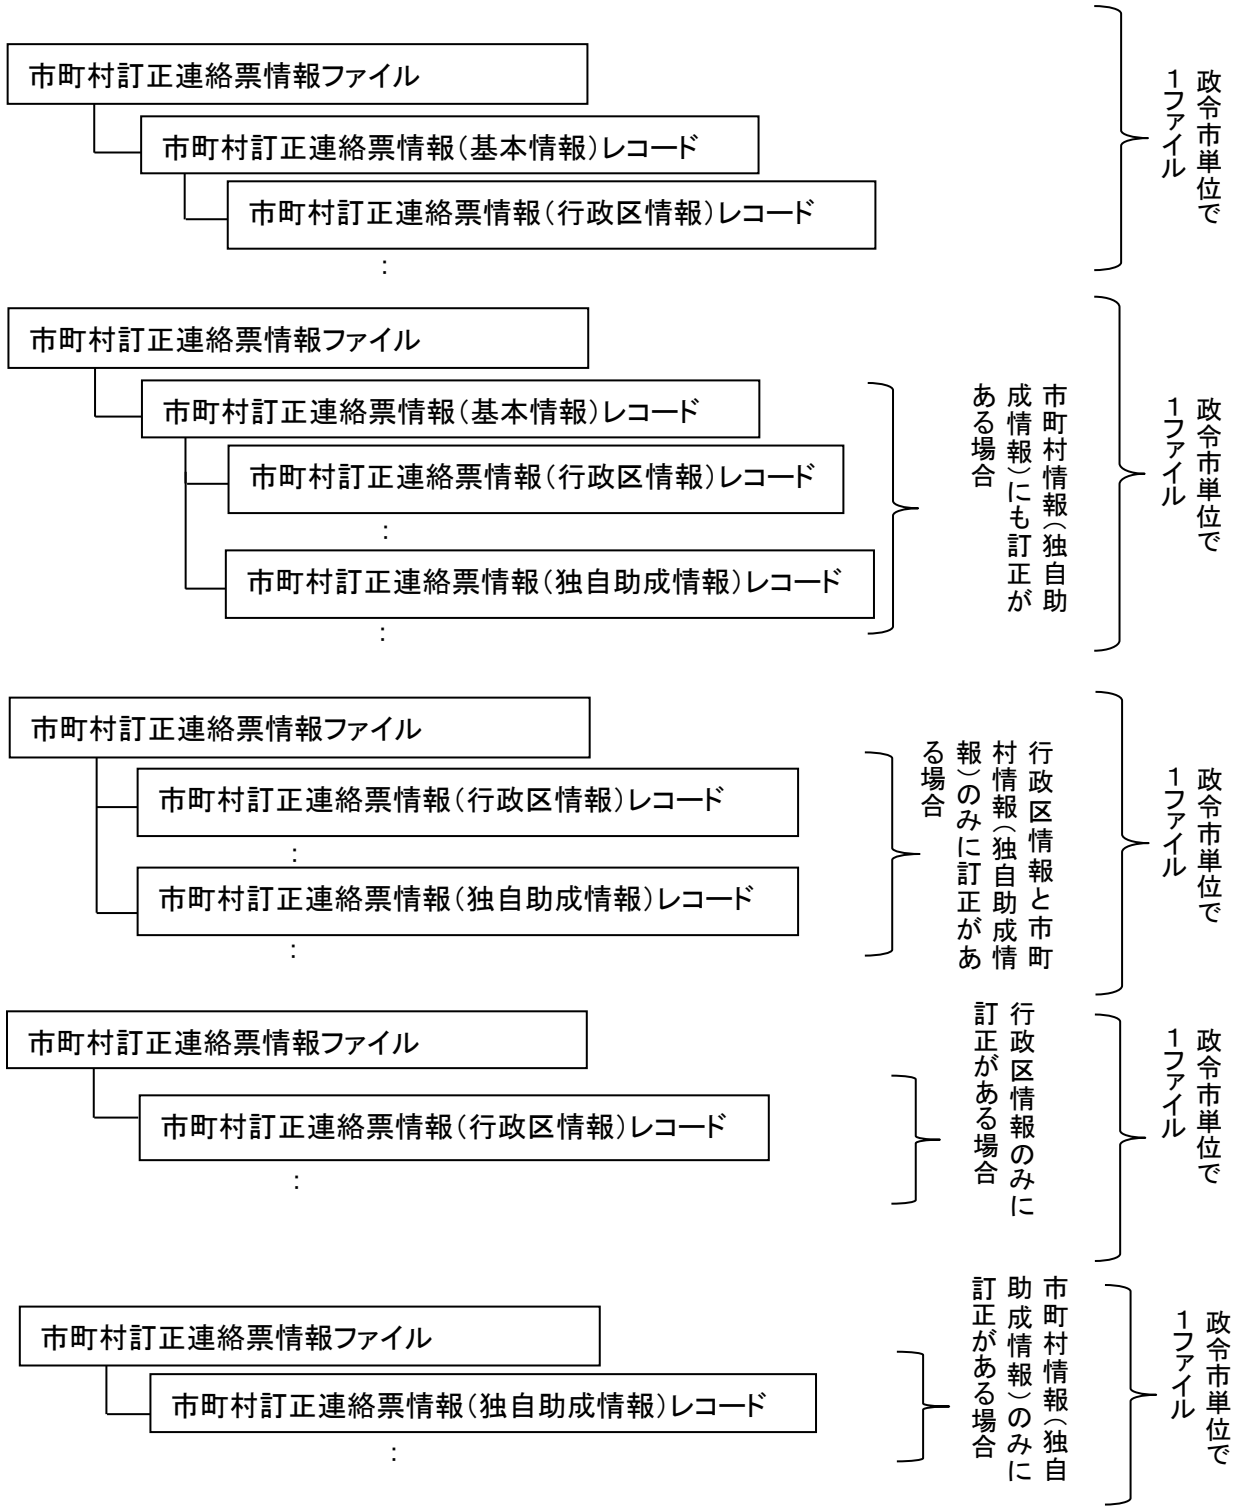 市町村訂正連絡票情報ファイル
市町村訂正連絡票情報(基本情報)レコード
市町村訂正連絡票情報(行政区情報)レコード
:
政令市単位で
1ファイル
市町村訂正連絡票情報ファイル
市町村訂正連絡票情報(基本情報)レコード
市町村訂正連絡票情報(行政区情報)レコード
:
市町村訂正連絡票情報(独自助成情報)レコード
:
市町村情報(独自助
成情報)にも訂正が
ある場合
政令市単位で
1ファイル
市町村訂正連絡票情報ファイル
市町村訂正連絡票情報(行政区情報)レコード
:
市町村訂正連絡票情報(独自助成情報)レコード
:
行政区情報と市町
村情報(独自助成情
報)のみに訂正があ
る場合
政令市単位で
1ファイル
市町村訂正連絡票情報ファイル
市町村訂正連絡票情報(行政区情報)レコード
:
行政区情報のみに
訂正がある場合
政令市単位で
1ファイル
市町村訂正連絡票情報ファイル
市町村訂正連絡票情報(独自助成情報)レコード
:
市町村情報(独自
助成情報)のみに
訂正がある場合
政令市単位で
1ファイル